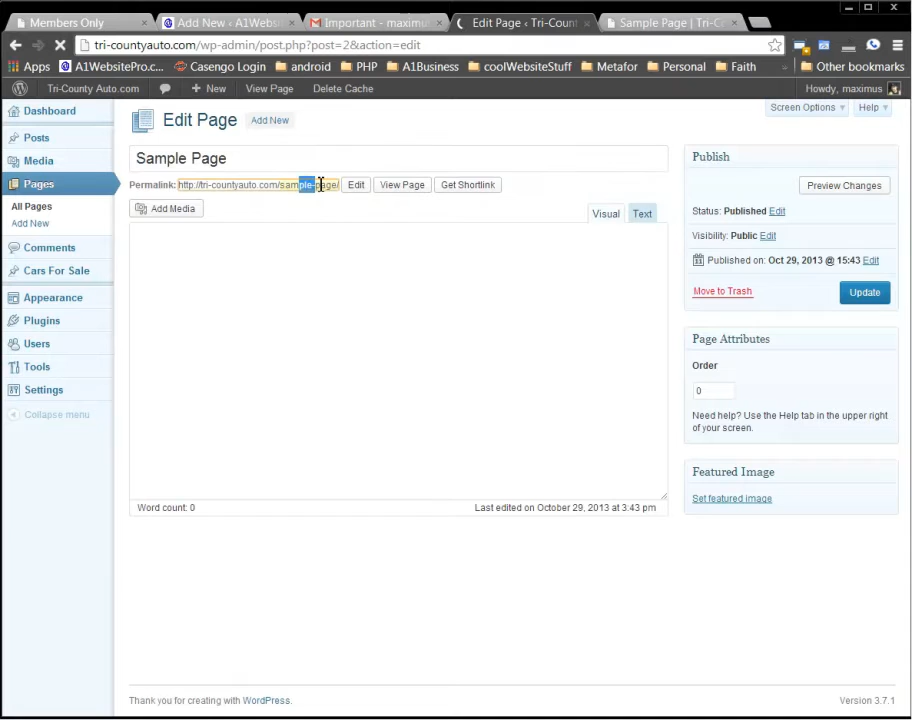 Members Only
Add New ‹ A1Websi
Important - maximus
Edit Page ‹ Tri-Count
Sample Page | Tri-C
tri-countyauto.com/wp-admin/post.php?post=2&action=edit
Apps
A1WebsitePro.c...
Casengo Login
android
PHP
A1Business
coolWebsiteStuff
Metafor
Personal
Faith
»
Other bookmarks
Tri-County Auto.com
+ New
View Page
Delete Cache
Howdy, maximus
Dashboard
Posts
Media
Pages
All Pages
Add New
Comments
Cars For Sale
Appearance
Plugins
Users
Tools
Settings
Collapse menu
Screen Options
Help
Edit Page
Add New
Sample Page
Permalink: http://tri-countyauto.com/sample-page/ Edit View Page Get Shortlink
Add Media
Visual
Text
Word count: 0
Last edited on October 29, 2013 at 3:43 pm
Publish
Preview Changes
Status: Published Edit
Visibility: Public Edit
Published on: Oct 29, 2013 @ 15:43 Edit
Move to Trash
Update
Page Attributes
Order
0
Need help? Use the Help tab in the upper right
of your screen.
Featured Image
Set featured image
Thank you for creating with WordPress.
Version 3.7.1